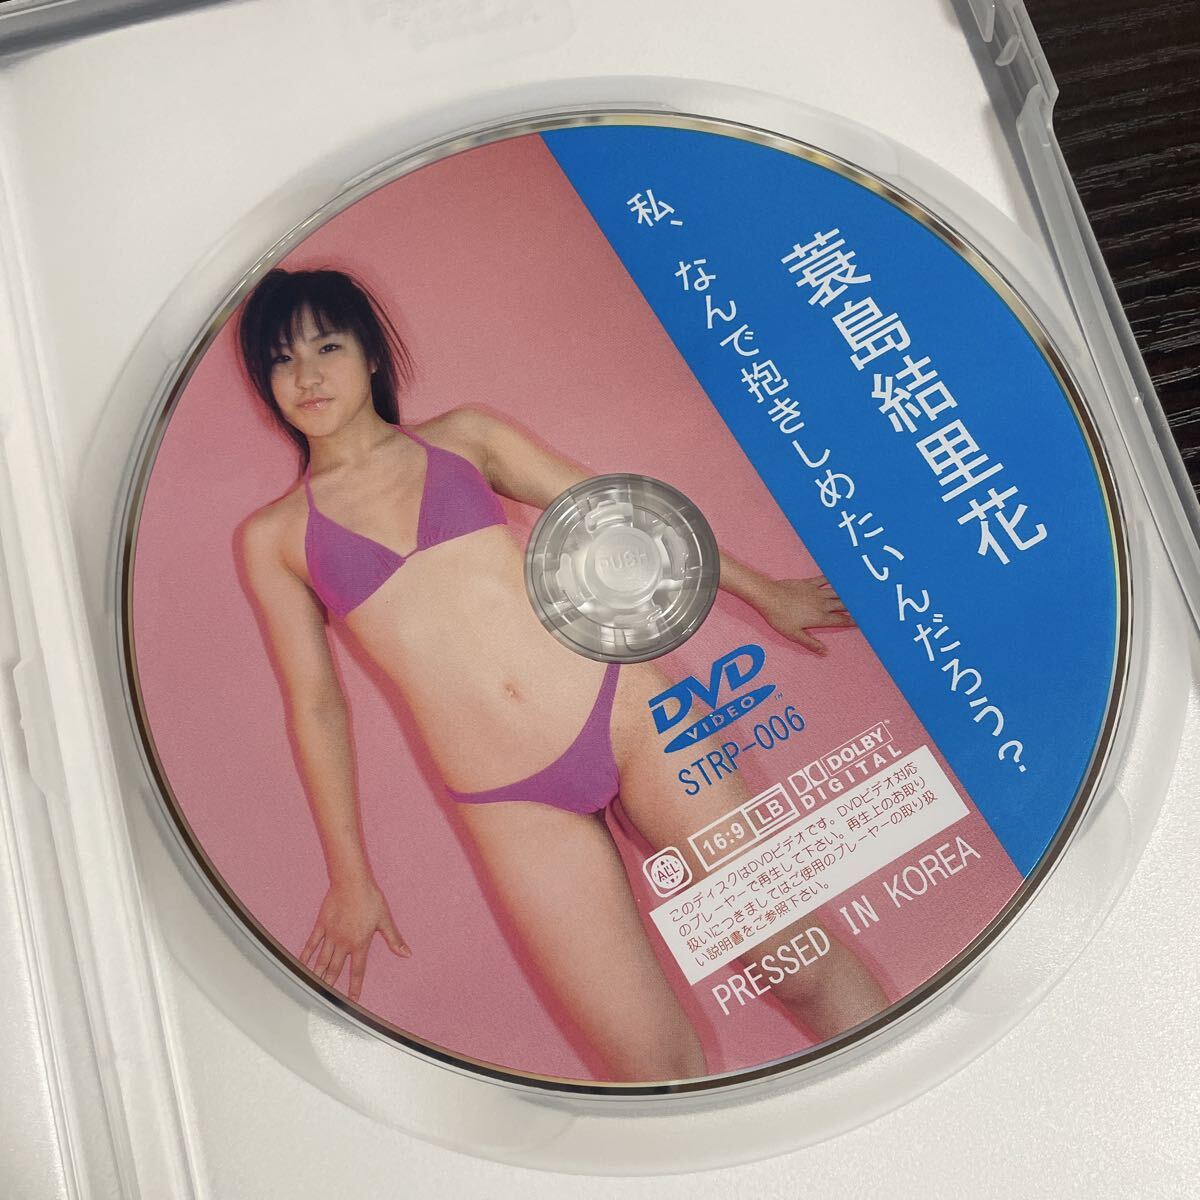 蓑島結里花
私、なんで抱きしめたいんだろう?
PUSH
DVD
VIDEO
TM
STRP-006
ALL
16:9
LB
DOLBY
DIGITAL
このディスクはDVDビデオです。DVDビデオ対応
のプレーヤーで再生して下さい。再生上のお取り
扱いにつきましてはご使用のプレーヤーの取り扱
い説明書をご参照下さい。
PRESSED IN KOREA